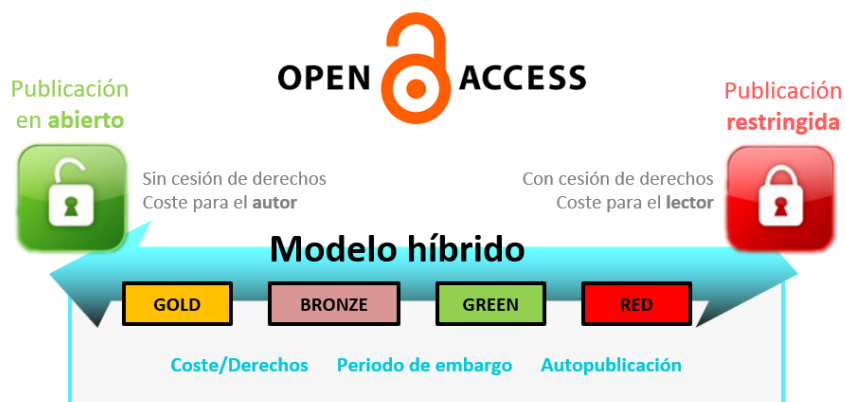 OPEN ACCESS
Publicación
en abierto
Publicación
restringida
Sin cesión de derechos
Coste para el autor
Con cesión de derechos
Coste para el lector
Modelo híbrido
GOLD
BRONZE
GREEN
RED
Coste/Derechos
Periodo de embargo
Autopublicación